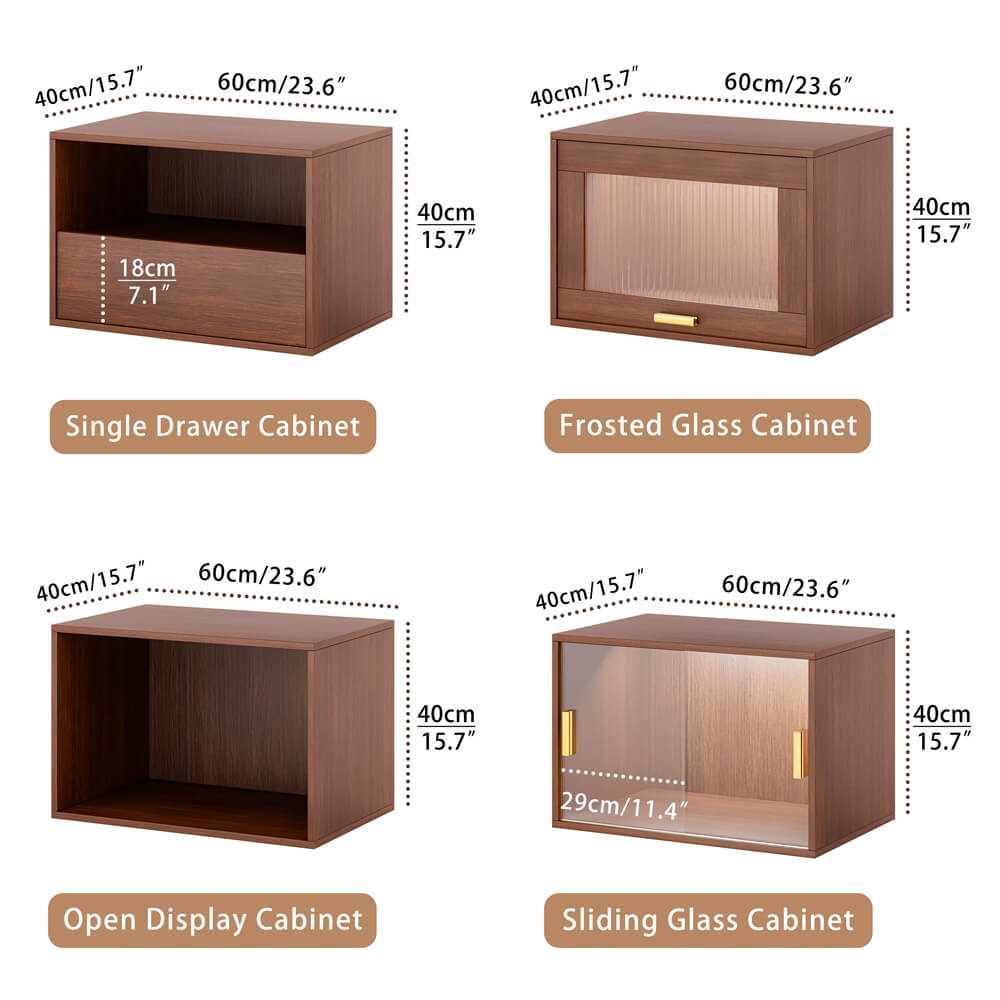 40cm/15.7″
60cm/23.6″
40cm
15.7″
18cm
7.1″
Single Drawer Cabinet
40cm/15.7″
60cm/23.6″
40cm
15.7″
Frosted Glass Cabinet
40cm/15.7″
60cm/23.6″
40cm
15.7″
Open Display Cabinet
40cm/15.7″
60cm/23.6″
40cm
15.7″
29cm/11.4″
Sliding Glass Cabinet